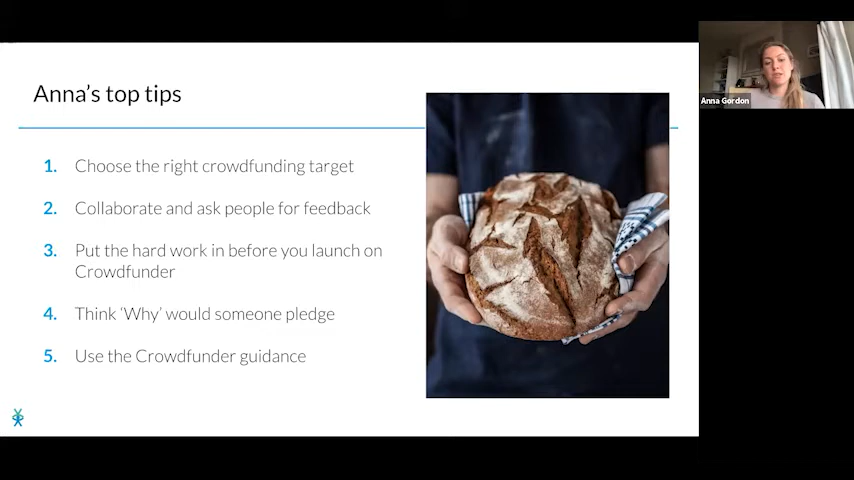 Anna's top tips
1. Choose the right crowdfunding target
2. Collaborate and ask people for feedback
3. Put the hard work in before you launch on
Crowdfunder
4. Think ‘Why’ would someone pledge
5. Use the Crowdfunder guidance
Anna Gordon